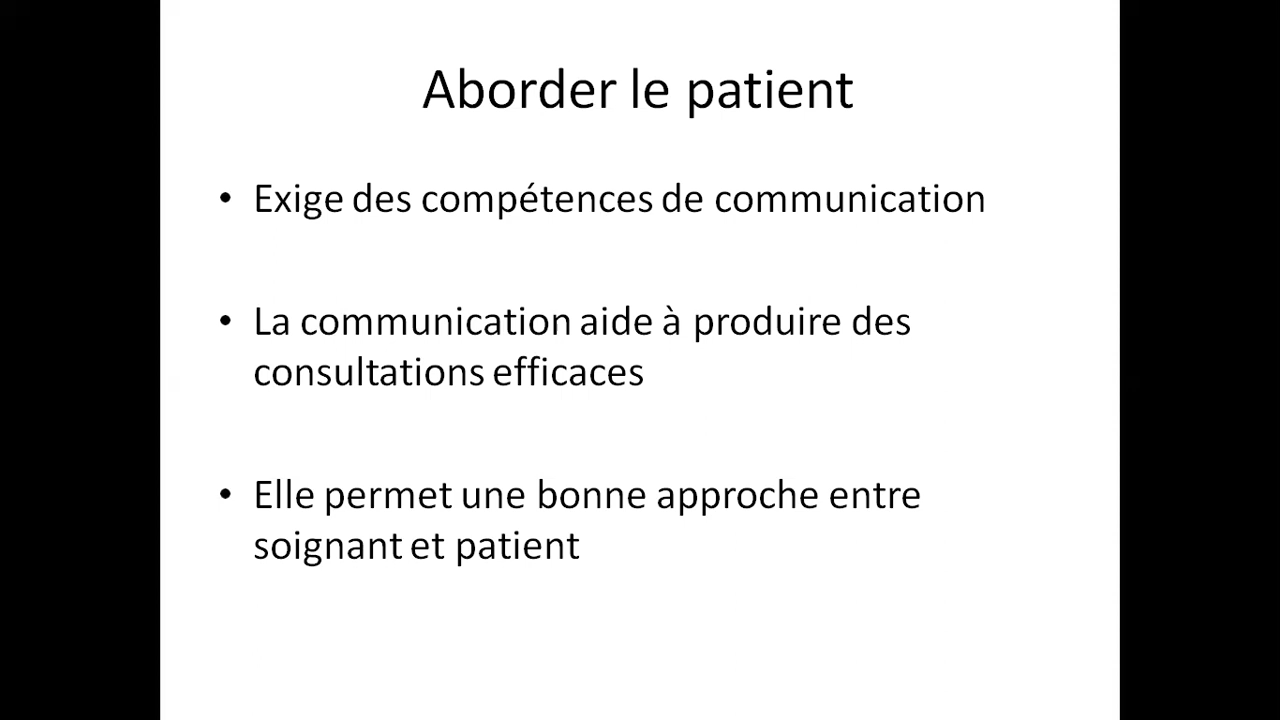 Aborder le patient
• Exige des compétences de communication
• La communication aide à produire des
consultations efficaces
• Elle permet une bonne approche entre
soignant et patient